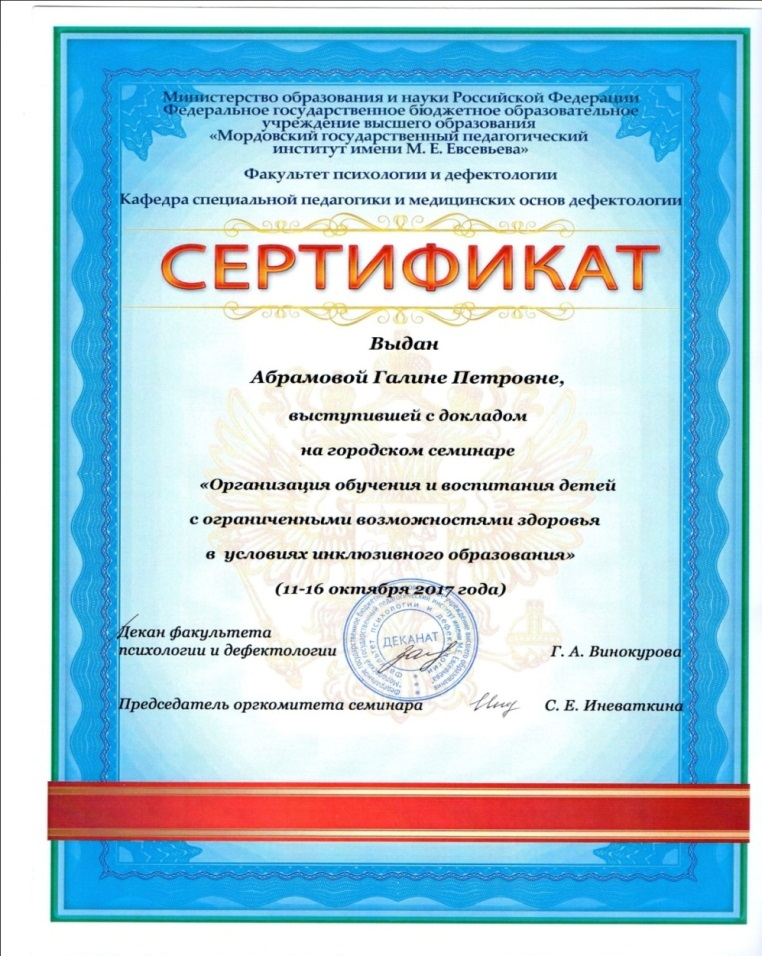 Министерство образования и науки Российской Федерации
Федеральное государственное бюджетное образовательное
учреждение высшего образования
«Мордовский государственный педагогический
институт имени М. Е. Евсевьева»
Факультет психологии и дефектологии
Кафедра специальной педагогики и медицинских основ дефектологии
СЕРТИФИКАТ
Выдан
Абрамовой Галине Петровне,
выступившей с докладом
на городском семинаре
«Организация обучения и воспитания детей
с ограниченными возможностями здоровья
в условиях инклюзивного образования»
(11-16 октября 2017 года)
Декан факультета
психологии и дефектологии
Г. А. Винокурова
ДЕКАНАТ
Председатель оргкомитета семинара
С. Е. Иневаткина